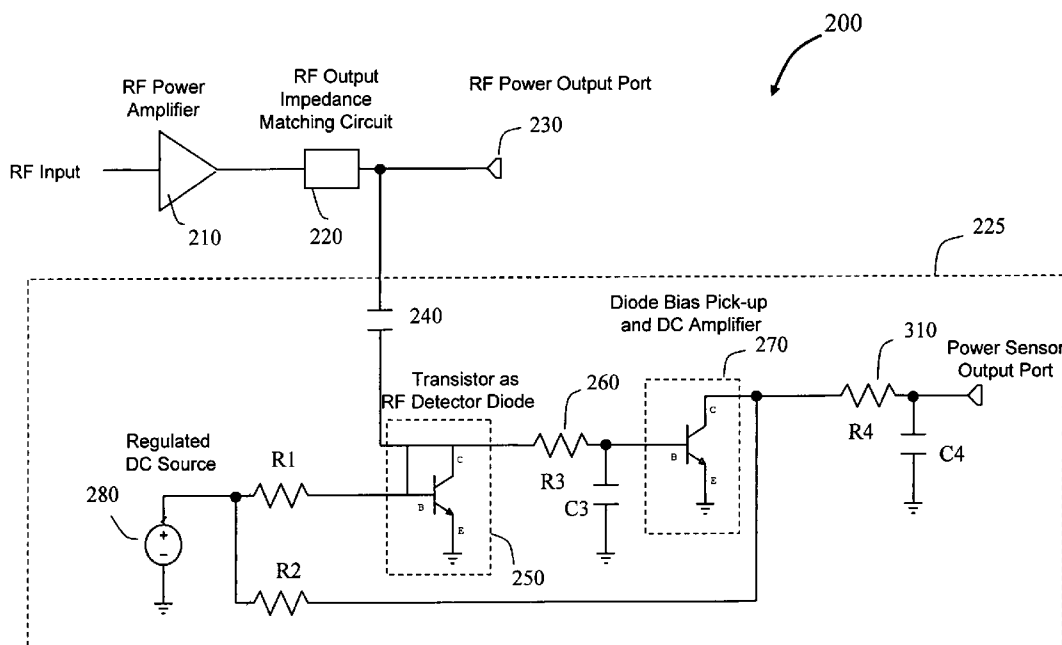 200
RF Power
Amplifier
RF Output
Impedance
Matching Circuit
RF Power Output Port
230
RF Input
210
220
225
240
Diode Bias Pick-up
and DC Amplifier
270
310
Power Sensor
Output Port
Transistor as
RF Detector Diode
260
C
C
R4
C4
Regulated
DC Source
R1
R3
B
C3
E
280
+
−
B
E
250
R2